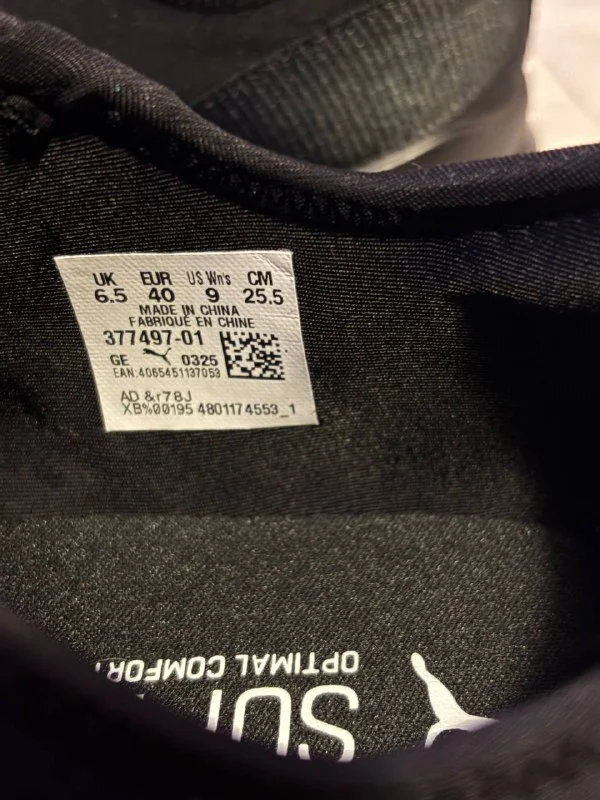 UK EUR US Wn's CM
6.5 40 9 25.5
MADE IN CHINA
FABRIQUÉ EN CHINE
377497-01
GE 0325
EAN:4065451137053
AD &r78J
XB%00195 4801174553_1
OPTIMAL COMFORT